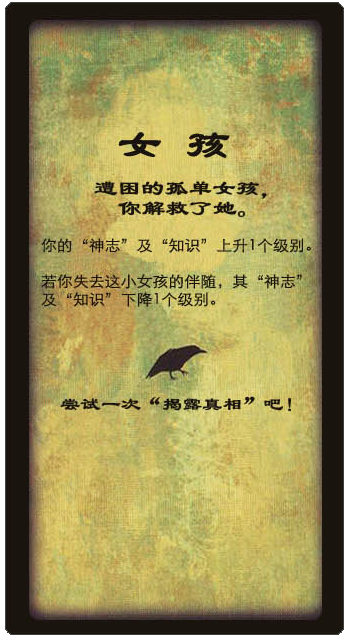 女孩
遭困的孤单女孩，
你解救了她。
你的“神志”及“知识”上升1个级别。
若你失去这小女孩的伴随，其“神志”
及“知识”下降1个级别。
尝试一次“揭露真相”吧！